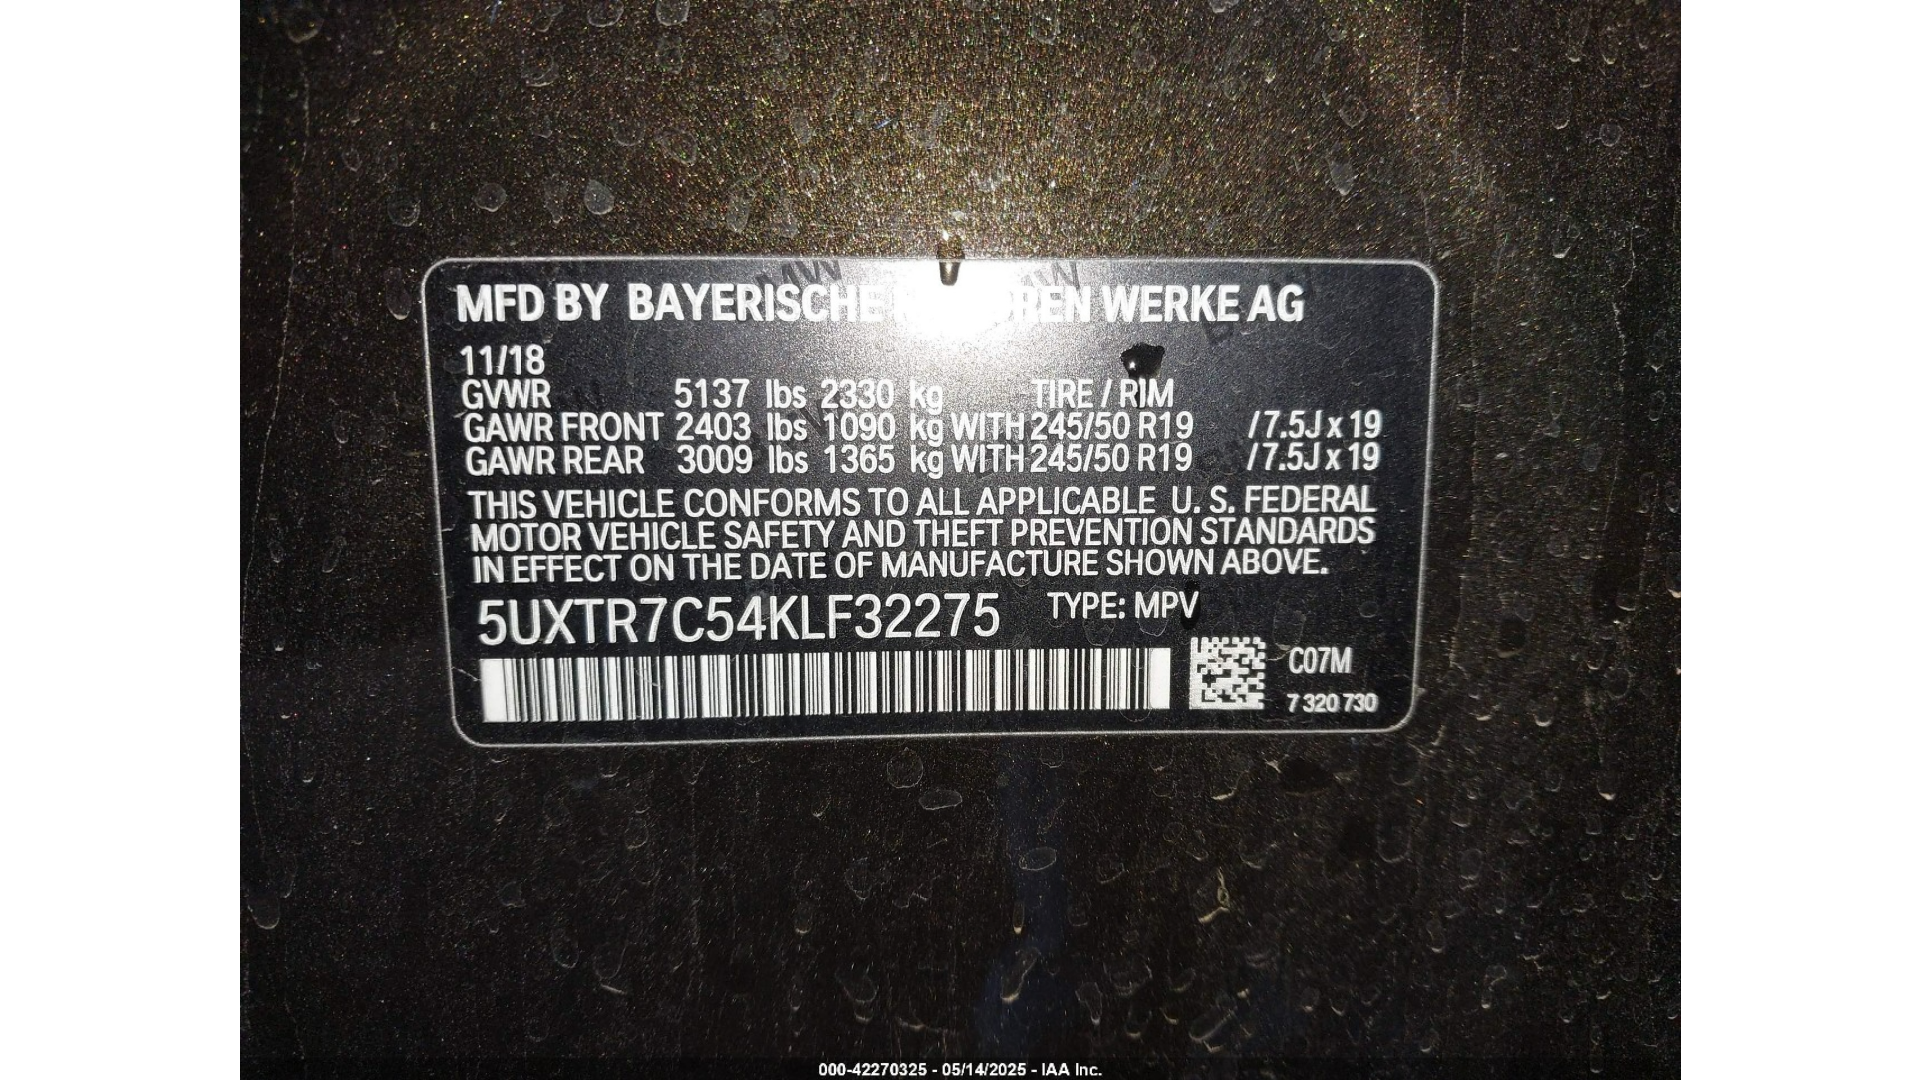 MFD BY BAYERISCHE WERKE AG
11/18
GVWR 5137 lbs 2330 kg TIRE / RIM
GAWR FRONT 2403 lbs 1090 kg WITH 245/50 R19 /7.5J x 19
GAWR REAR 3009 lbs 1365 kg WITH 245/50 R19 /7.5J x 19
THIS VEHICLE CONFORMS TO ALL APPLICABLE U. S. FEDERAL
MOTOR VEHICLE SAFETY AND THEFT PREVENTION STANDARDS
IN EFFECT ON THE DATE OF MANUFACTURE SHOWN ABOVE.
5UXTR7C54KLF32275 TYPE: MPV
C07M
7 320 730
000-42270325 - 05/14/2025 - IAA Inc.